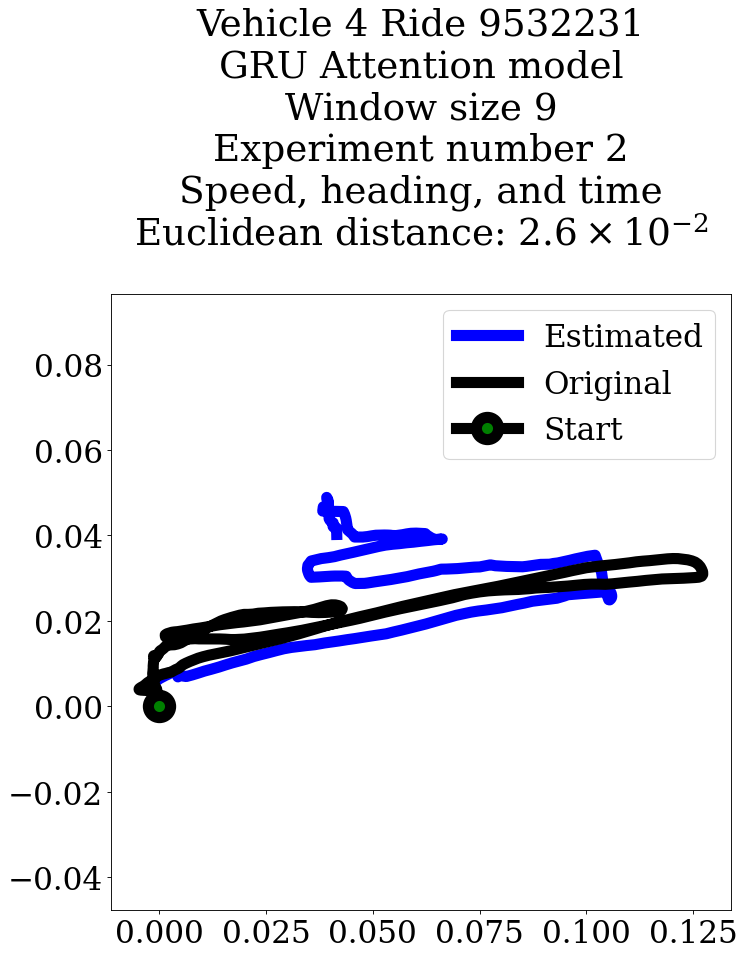 Vehicle 4 Ride 9532231
GRU Attention model
Window size 9
Experiment number 2
Speed, heading, and time
Euclidean distance: 2.6 × 10⁻²
Estimated
Original
Start
0.08
0.06
0.04
0.02
0.00
−0.02
−0.04
0.000 0.025 0.050 0.075 0.100 0.125